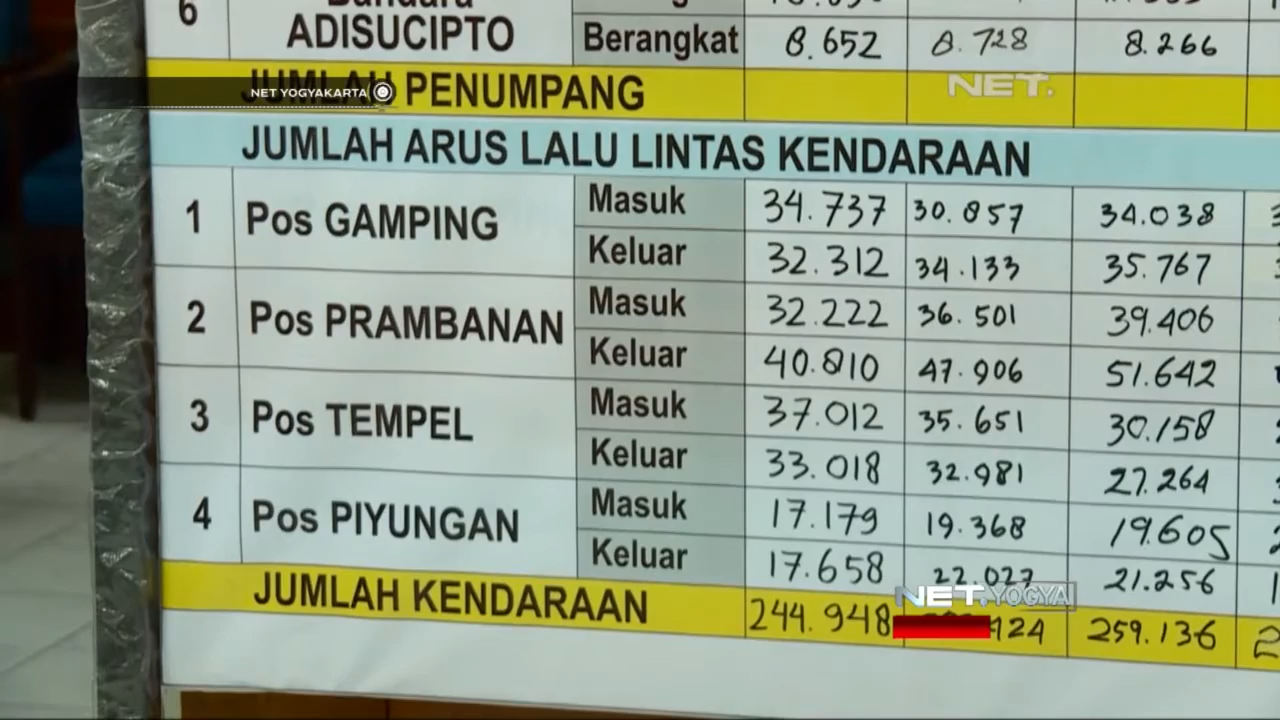 6 Bandara
ADISUCIPTO Berangkat 8.652 8.728 8.266
JUMLAH PENUMPANG
NET YOGYAKARTA
NET.
JUMLAH ARUS LALU LINTAS KENDARAAN
1 Pos GAMPING Masuk 34.737 30.857 34.038
Keluar 32.312 34.133 35.767
2 Pos PRAMBANAN Masuk 32.222 36.501 39.406
Keluar 40.810 47.906 51.642
3 Pos TEMPEL Masuk 37.012 35.651 30.158
Keluar 33.018 32.981 27.264
4 Pos PIYUNGAN Masuk 17.179 19.368 19.605
Keluar 17.658 22.027 21.256
NET. YOGYA
JUMLAH KENDARAAN 244.948 424 259.136